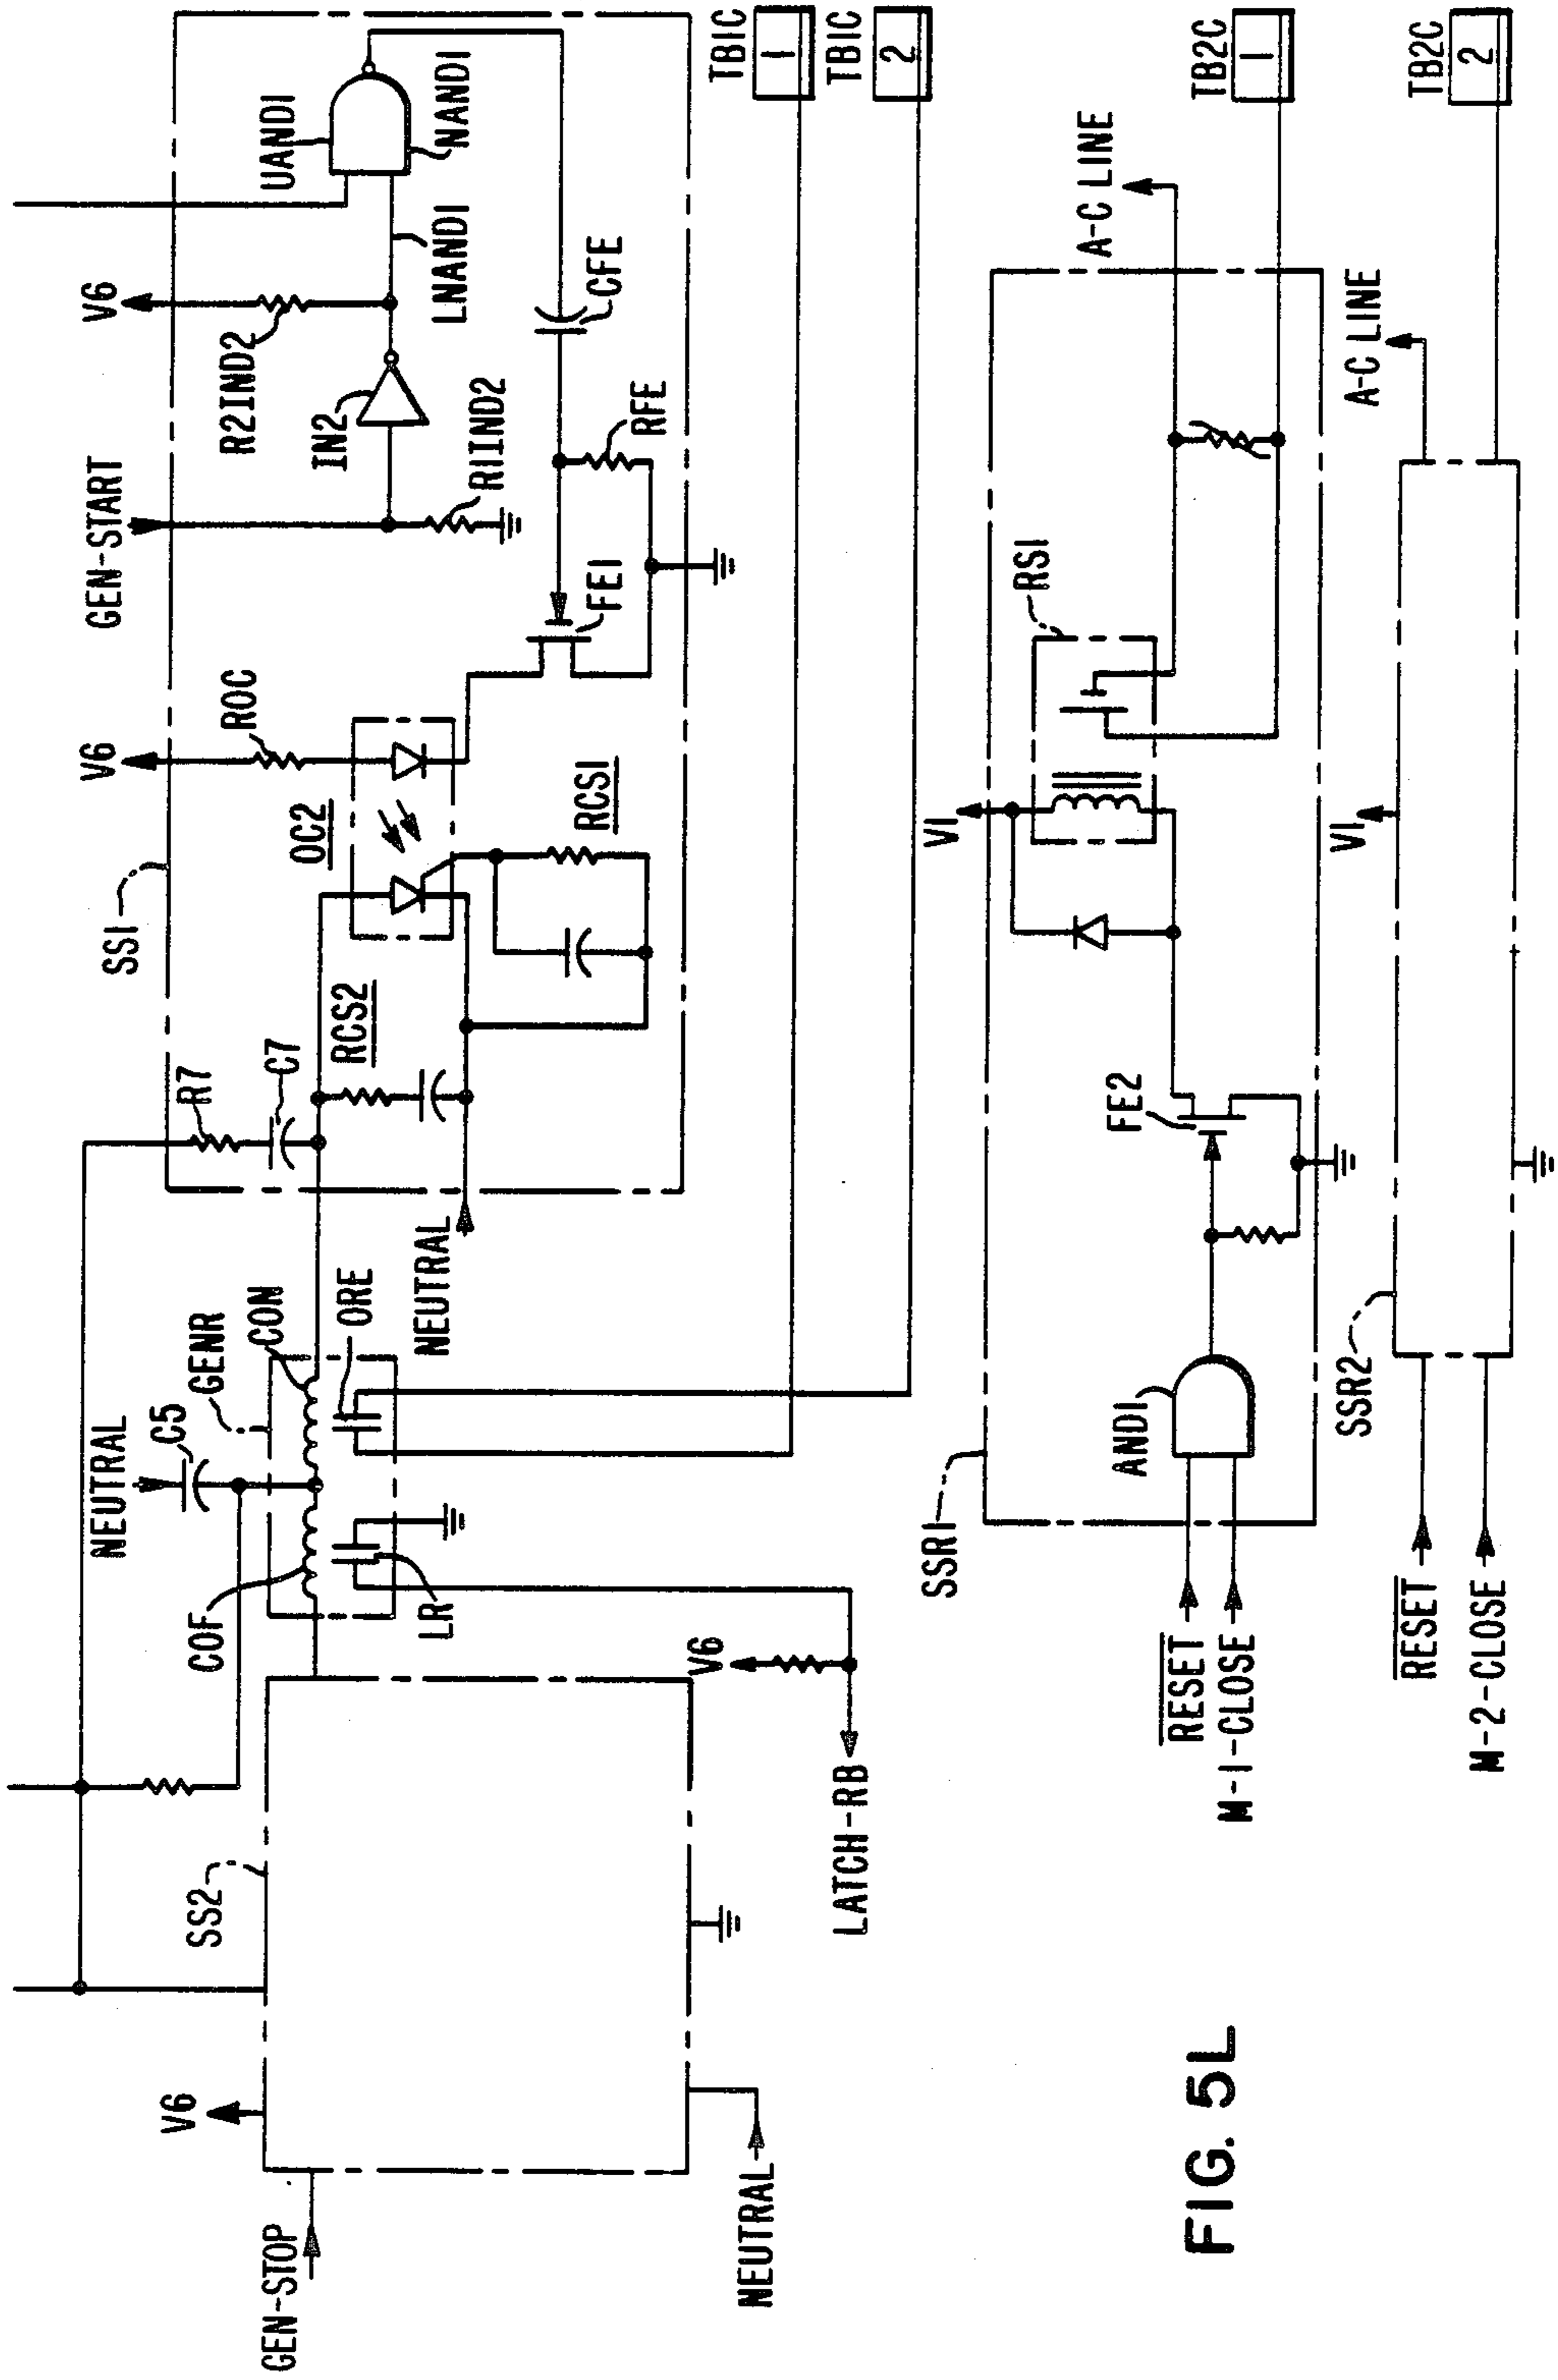 GEN-STOP
V6
SS2
NEUTRAL
LATCH-RB
V6
COF
LR
NEUTRAL
C5
GENR
CON
ORE
NEUTRAL
R7
C7
RCS2
SS1
OC2
RCS1
V6
ROC
FE1
GEN-START
R1IND2
IN2
R2IND2
V6
RFE
CFE
LNAND1
UAND1
NAND1
TB1C
1
TB1C
2
SSR1
RESET
M-1-CLOSE
AND1
FE2
V1
RS1
A-C LINE
TB2C
1
SSR2
RESET
M-2-CLOSE
V1
A-C LINE
TB2C
2
FIG. 5L